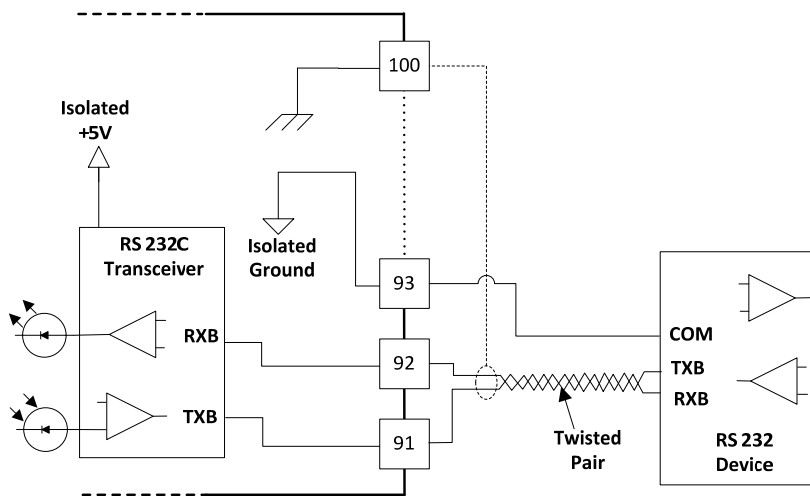 100
Isolated
+5V
RS 232C
Transceiver
Isolated
Ground
93
RXB
92
TXB
91
COM
TXB
RXB
Twisted
Pair
RS 232
Device